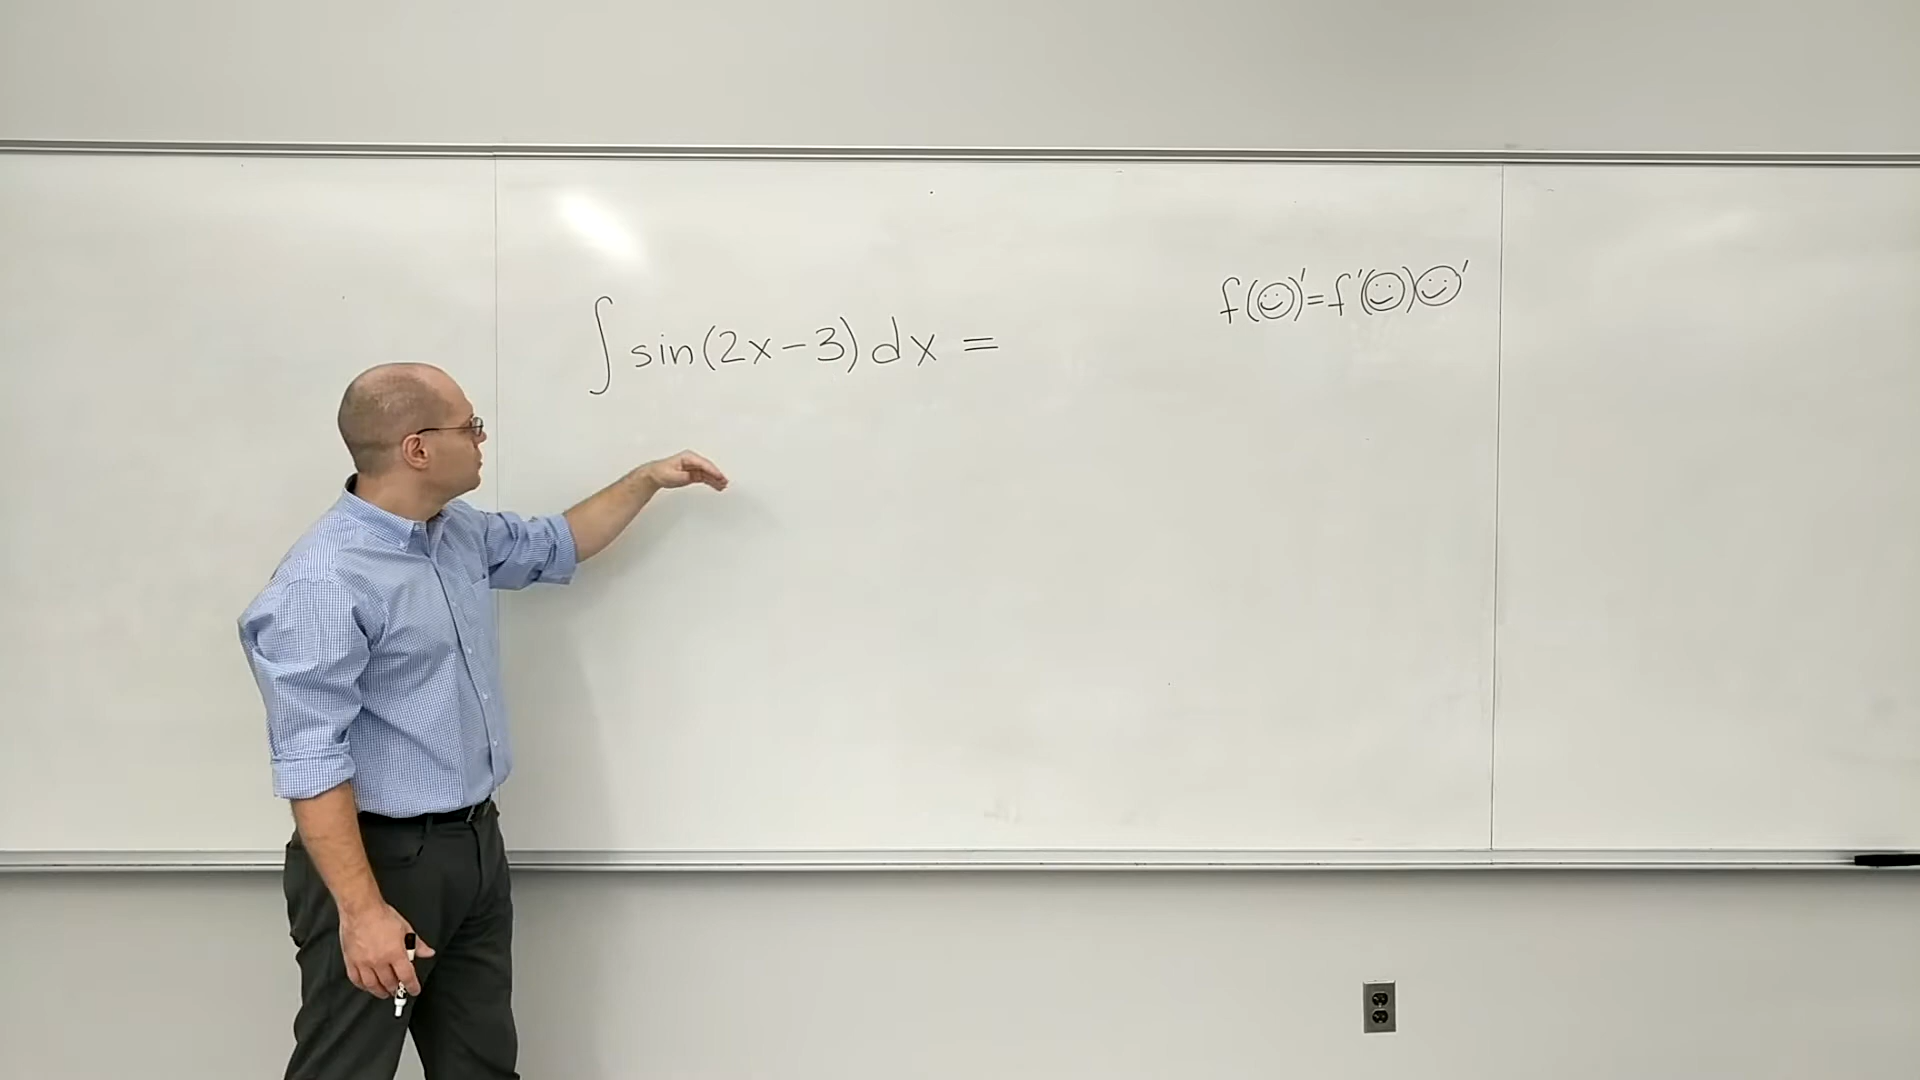 ∫ sin(2x-3) dx =
f(☺)'=f'(☺)☺'